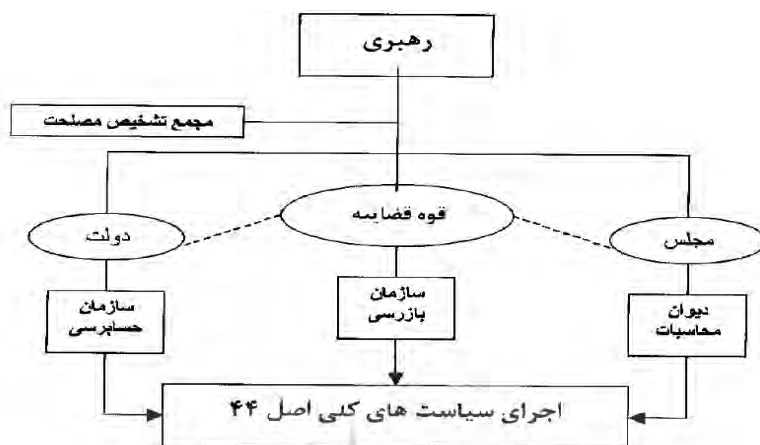 رهبری
مجمع تشخیص مصلحت
قوه قضاییه
مجلس
دولت
دیوان
محاسبات
سازمان
بازرسی
سازمان
حسابرسی
اجرای سیاست های کلی اصل ۴۴